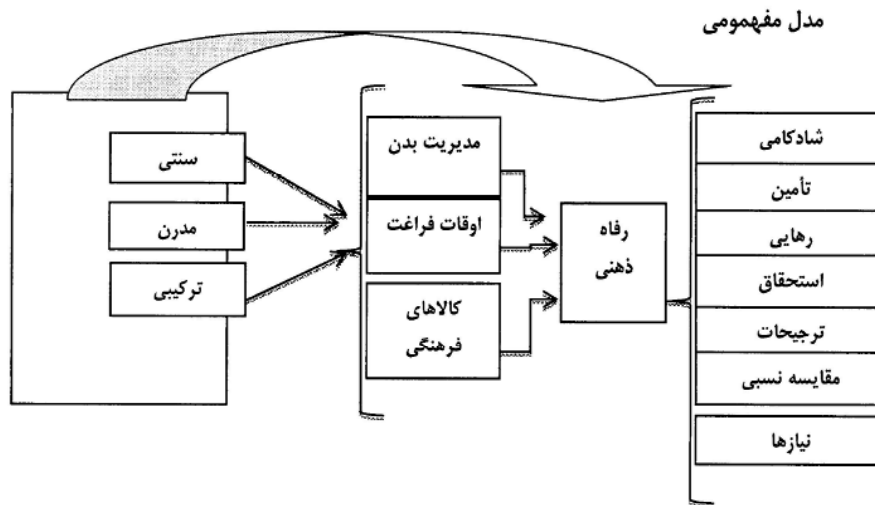 مدل مفهمومی
سنتی
مدرن
ترکیبی
مدیریت بدن
اوقات فراغت
کالاهای
فرهنگی
رفاه
ذهنی
شادکامی
تأمین
رهایی
استحقاق
ترجیحات
مقایسه نسبی
نیازها